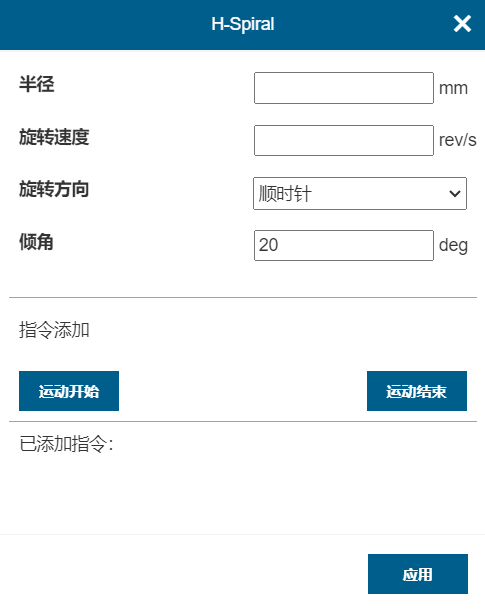 H-Spiral ×
半径 mm
旋转速度 rev/s
旋转方向 顺时针
倾角 20 deg
指令添加
运动开始 运动结束
已添加指令：
应用